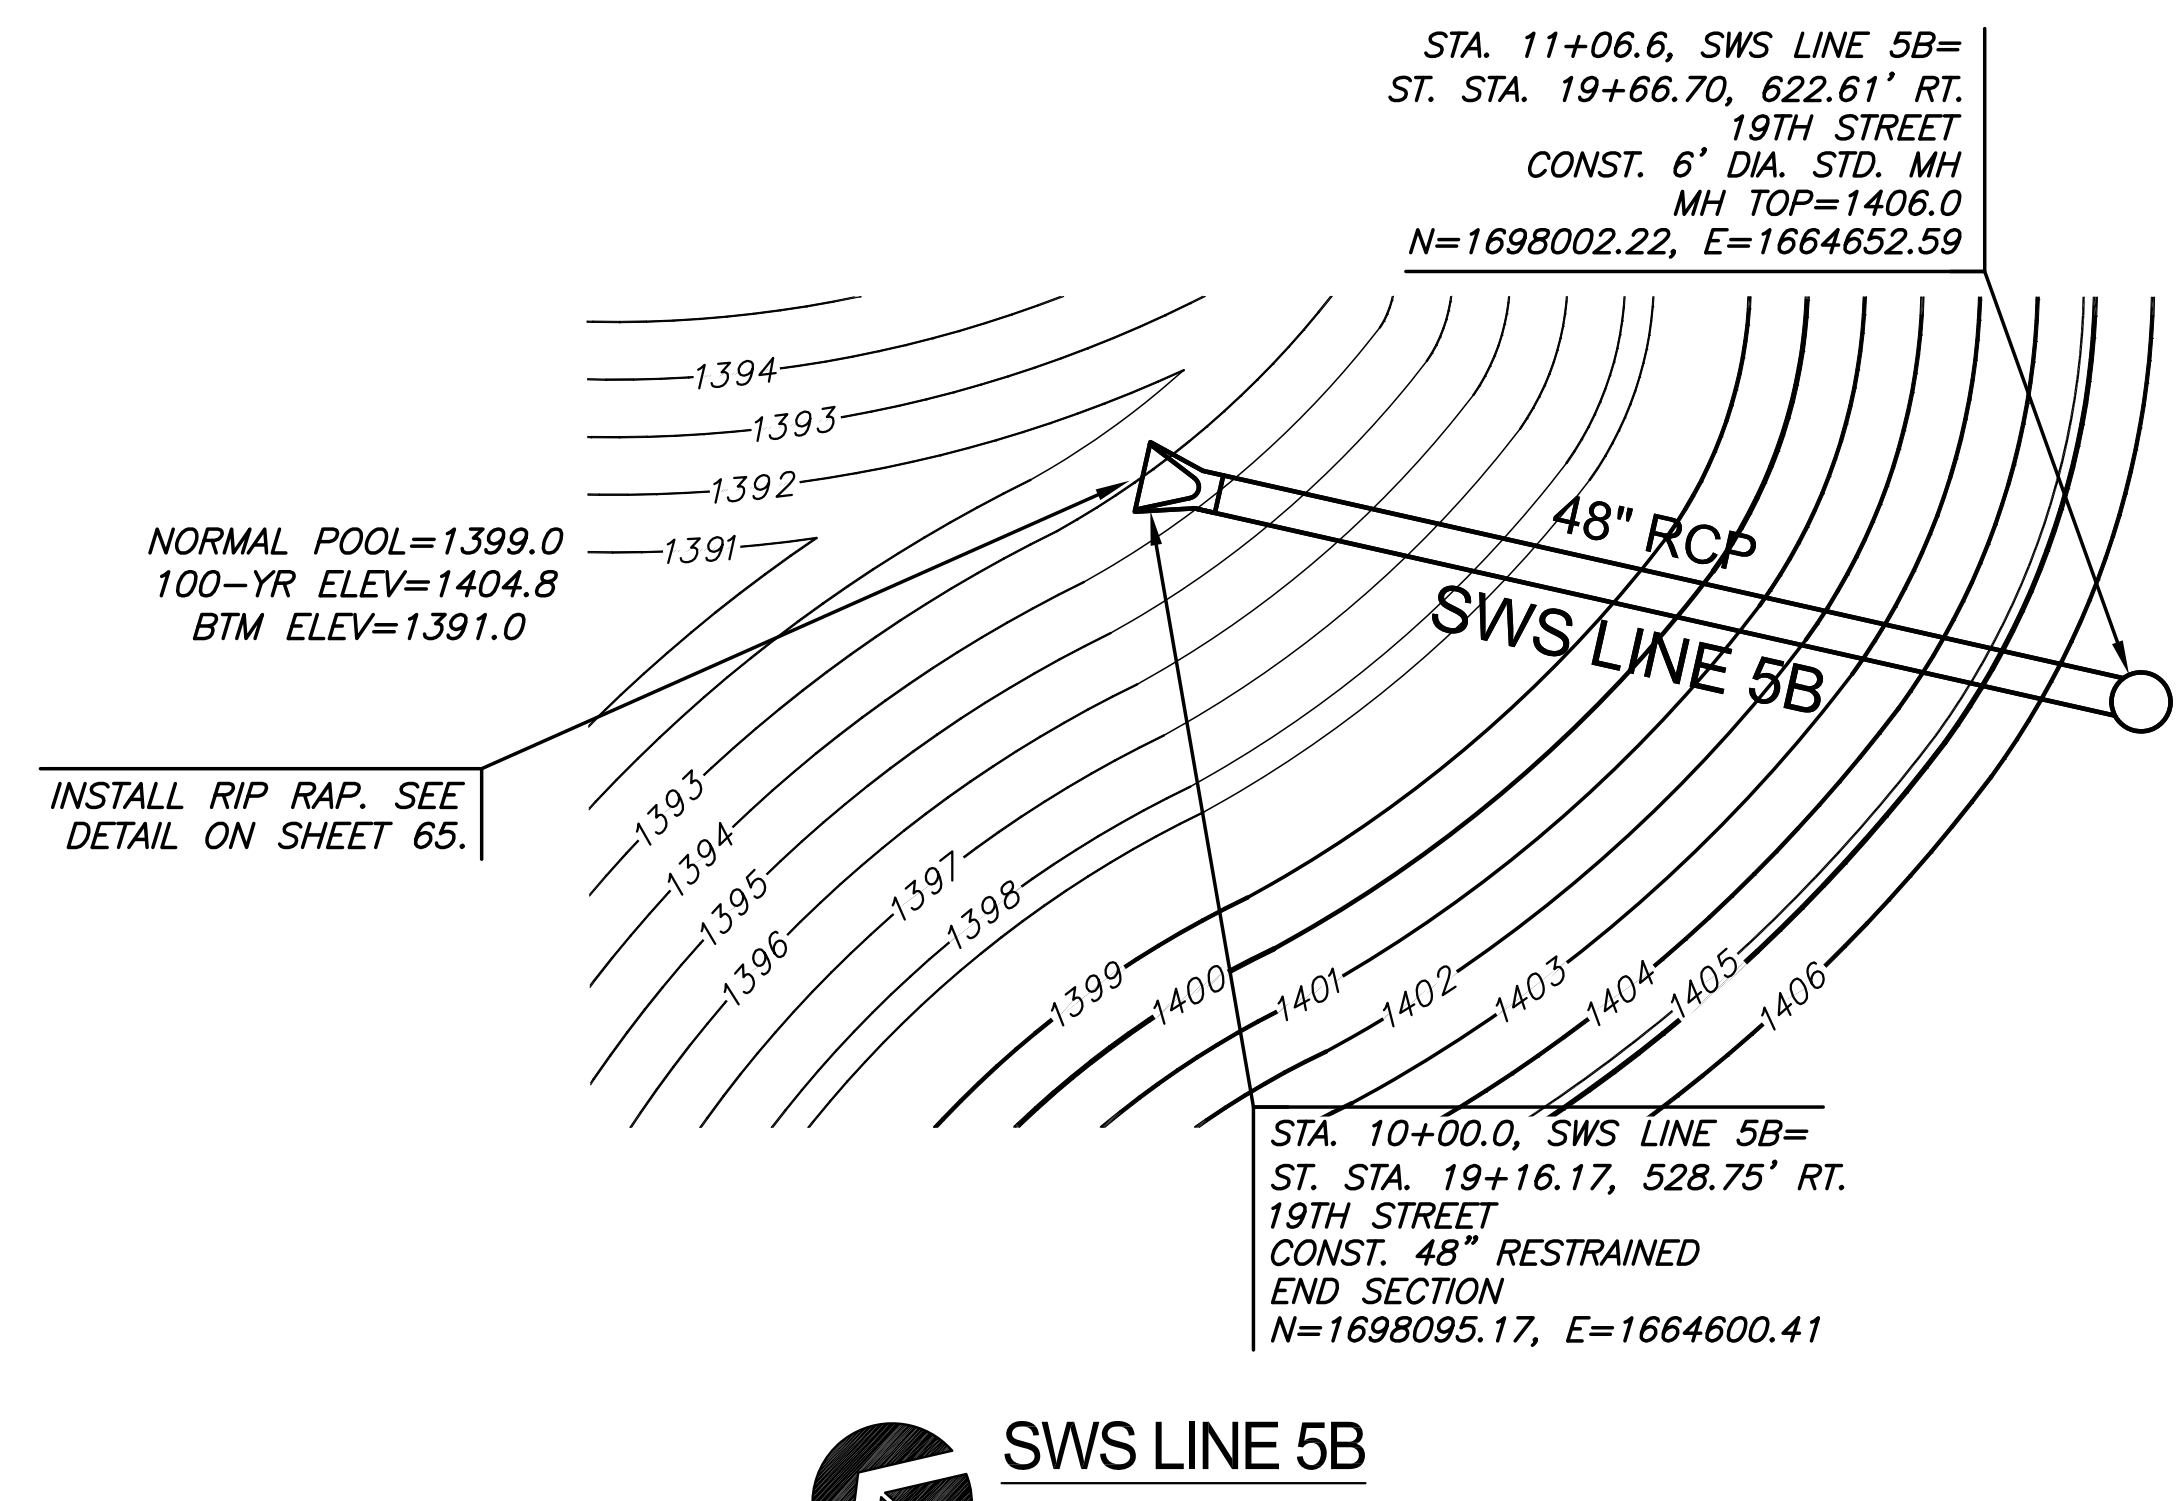 STA. 11+06.6, SWS LINE 5B=
ST. STA. 19+66.70, 622.61' RT.
19TH STREET
CONST. 6' DIA. STD. MH
MH TOP=1406.0
N=1698002.22, E=1664652.59
1394
1393
1392
1391
NORMAL POOL=1399.0
100-YR ELEV=1404.8
BTM ELEV=1391.0
48" RCP
SWS LINE 5B
INSTALL RIP RAP. SEE
DETAIL ON SHEET 65.
1393
1394
1395
1396
1397
1398
1399
1400
1401
1402
1403
1404
1405
1406
STA. 10+00.0, SWS LINE 5B=
ST. STA. 19+16.17, 528.75' RT.
19TH STREET
CONST. 48" RESTRAINED
END SECTION
N=1698095.17, E=1664600.41
SWS LINE 5B